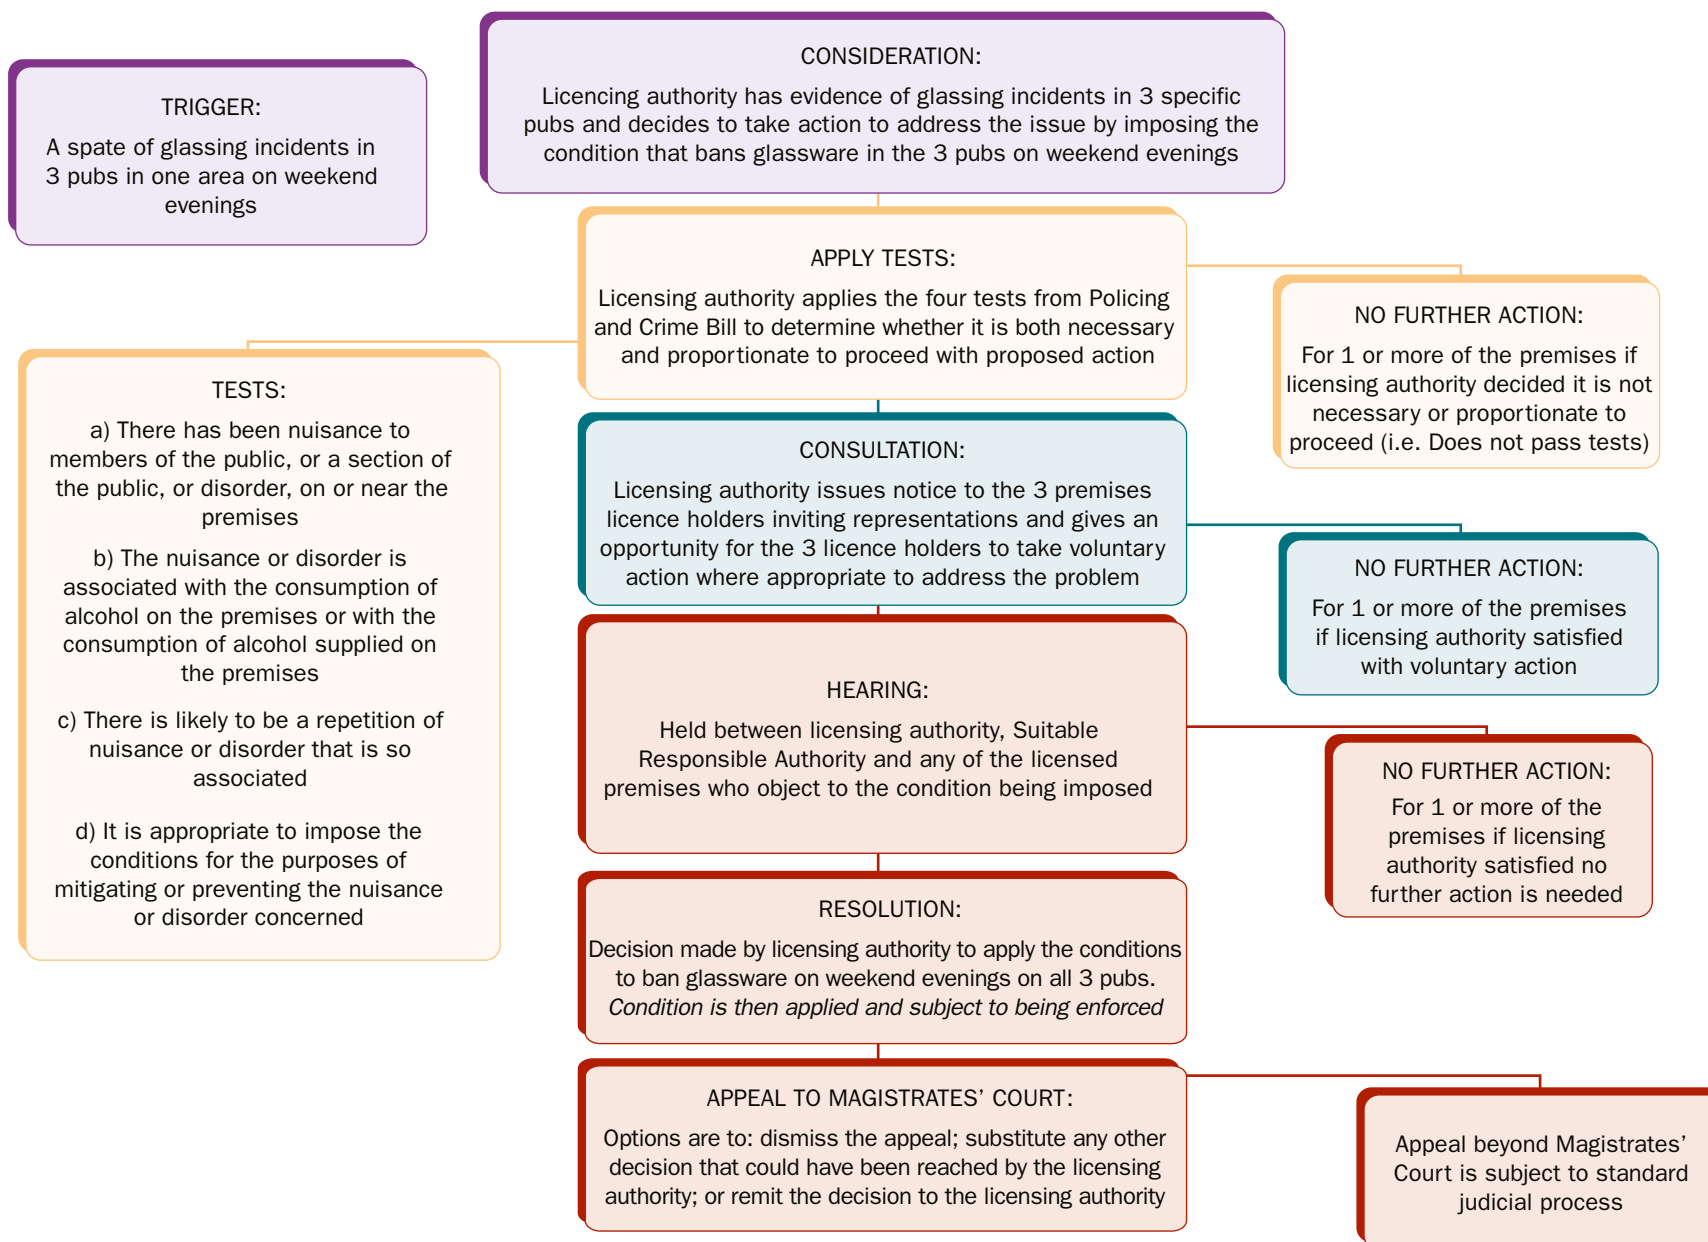 TRIGGER:
A spate of glassing incidents in
3 pubs in one area on weekend
evenings
CONSIDERATION:
Licencing authority has evidence of glassing incidents in 3 specific
pubs and decides to take action to address the issue by imposing the
condition that bans glassware in the 3 pubs on weekend evenings
APPLY TESTS:
Licensing authority applies the four tests from Policing
and Crime Bill to determine whether it is both necessary
and proportionate to proceed with proposed action
NO FURTHER ACTION:
For 1 or more of the premises if
licensing authority decided it is not
necessary or proportionate to
proceed (i.e. Does not pass tests)
TESTS:
a) There has been nuisance to
members of the public, or a section of
the public, or disorder, on or near the
premises
b) The nuisance or disorder is
associated with the consumption of
alcohol on the premises or with the
consumption of alcohol supplied on
the premises
c) There is likely to be a repetition of
nuisance or disorder that is so
associated
d) It is appropriate to impose the
conditions for the purposes of
mitigating or preventing the nuisance
or disorder concerned
CONSULTATION:
Licensing authority issues notice to the 3 premises
licence holders inviting representations and gives an
opportunity for the 3 licence holders to take voluntary
action where appropriate to address the problem
NO FURTHER ACTION:
For 1 or more of the premises
if licensing authority satisfied
with voluntary action
HEARING:
Held between licensing authority, Suitable
Responsible Authority and any of the licensed
premises who object to the condition being imposed
NO FURTHER ACTION:
For 1 or more of the
premises if licensing
authority satisfied no
further action is needed
RESOLUTION:
Decision made by licensing authority to apply the conditions
to ban glassware on weekend evenings on all 3 pubs.
Condition is then applied and subject to being enforced
APPEAL TO MAGISTRATES’ COURT:
Options are to: dismiss the appeal; substitute any other
decision that could have been reached by the licensing
authority; or remit the decision to the licensing authority
Appeal beyond Magistrates’
Court is subject to standard
judicial process